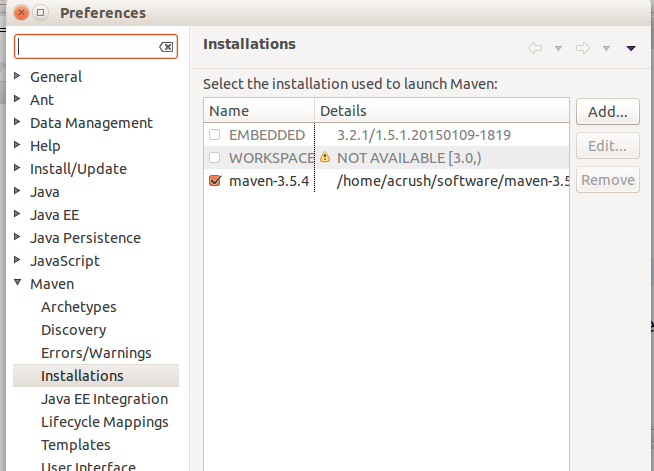 Preferences
Installations
General
Ant
Data Management
Help
Install/Update
Java
Java EE
Java Persistence
JavaScript
Maven
Archetypes
Discovery
Errors/Warnings
Installations
Java EE Integration
Lifecycle Mappings
Templates
User Interface
Select the installation used to launch Maven:
Name Details
EMBEDDED 3.2.1/1.5.1.20150109-1819
WORKSPACE NOT AVAILABLE [3.0,)
maven-3.5.4 /home/acrush/software/maven-3.5
Add...
Edit...
Remove